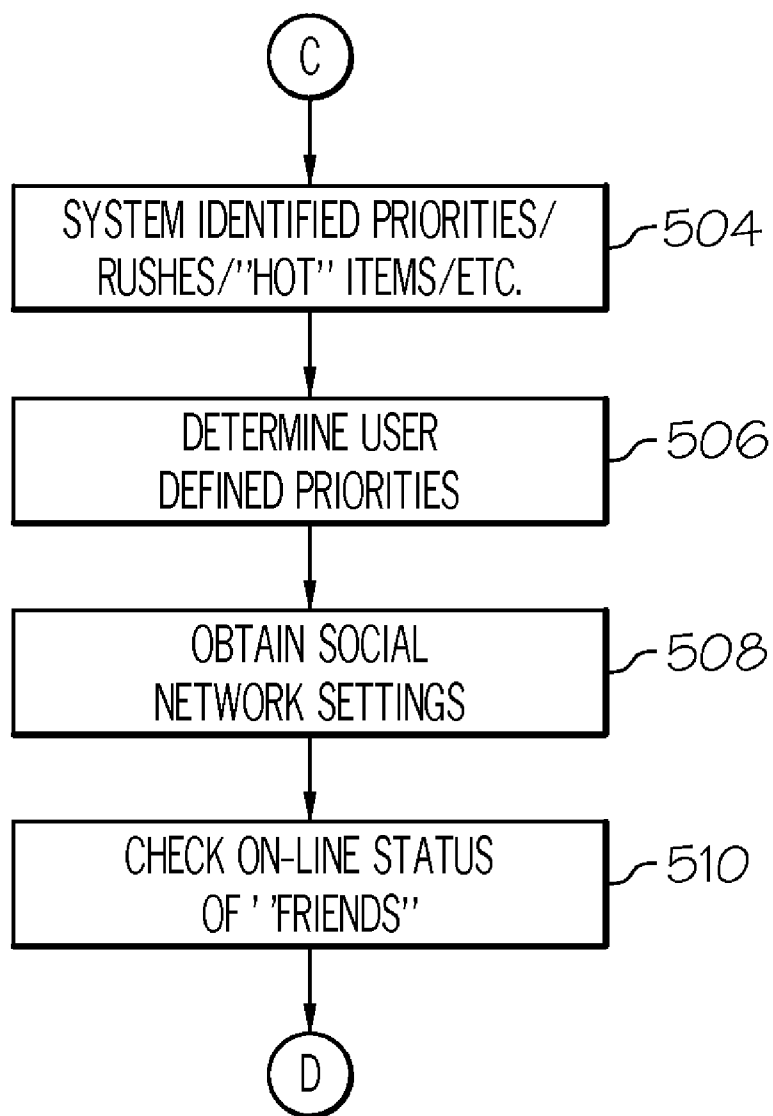 C
SYSTEM IDENTIFIED PRIORITIES/
RUSHES/"HOT" ITEMS/ETC.
504
DETERMINE USER
DEFINED PRIORITIES
506
OBTAIN SOCIAL
NETWORK SETTINGS
508
CHECK ON-LINE STATUS
OF ' 'FRIENDS''
510
D